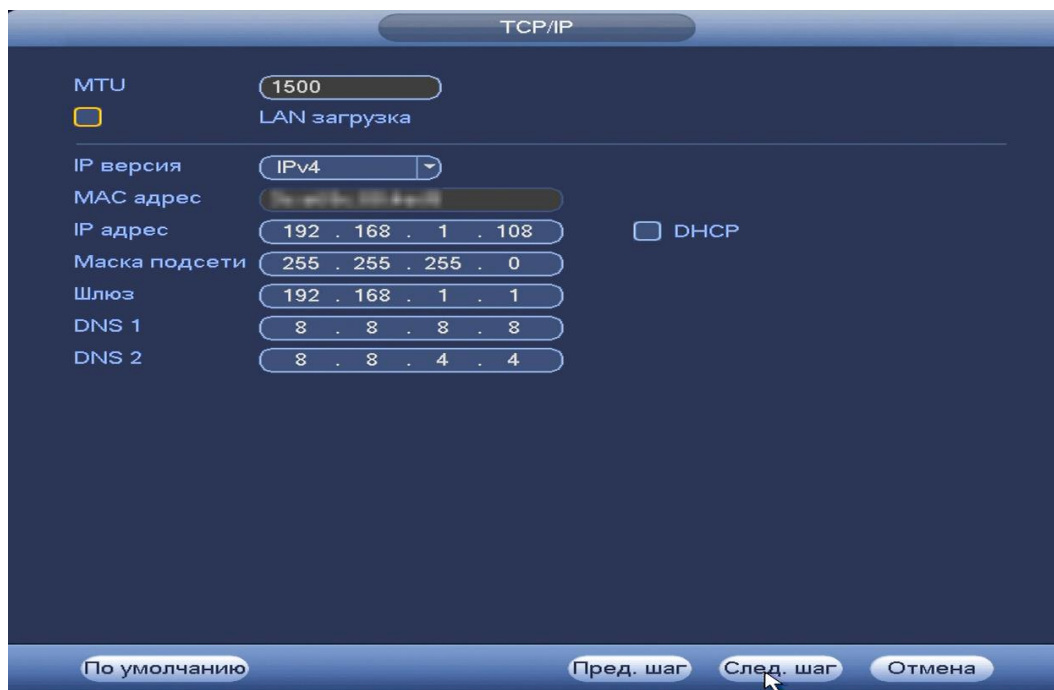 TCP/IP
MTU 1500
LAN загрузка
IP версия IPv4
MAC адрес
IP адрес 192 . 168 . 1 . 108 DHCP
Маска подсети 255 . 255 . 255 . 0
Шлюз 192 . 168 . 1 . 1
DNS 1 8 . 8 . 8 . 8
DNS 2 8 . 8 . 4 . 4
По умолчанию Пред. шаг След. шаг Отмена